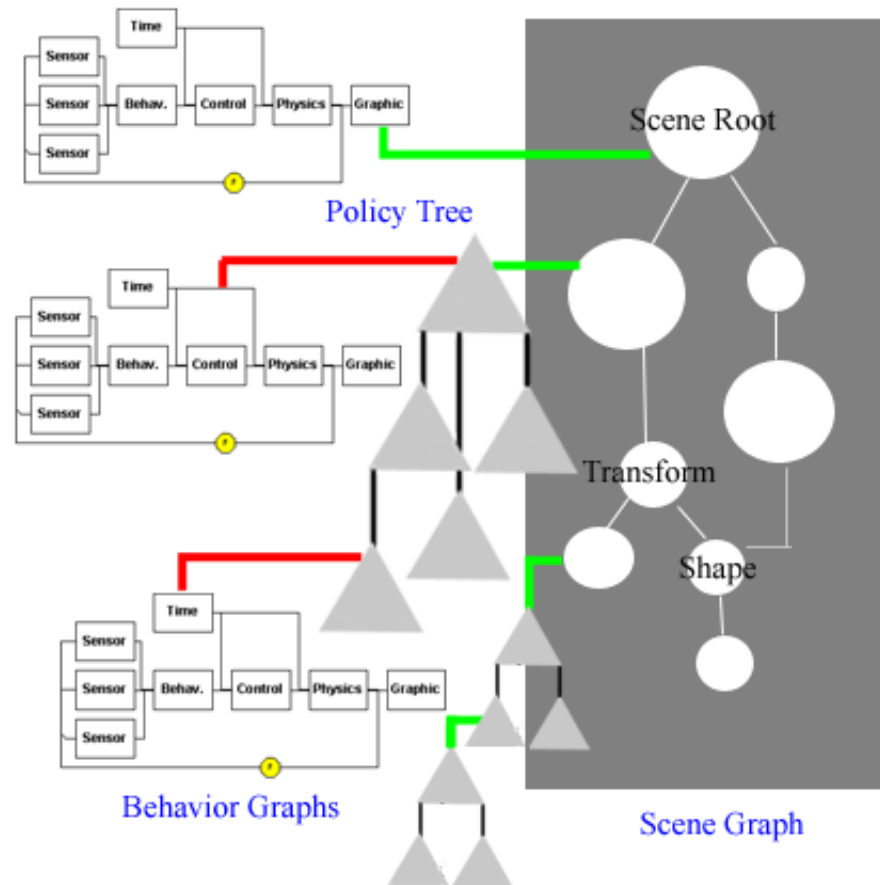 Time
Sensor
Sensor
Behav.
Control
Physics
Graphic
Sensor
Scene Root
Policy Tree
Time
Sensor
Sensor
Behav.
Control
Physics
Graphic
Sensor
Transform
Shape
Time
Sensor
Sensor
Behav.
Control
Physics
Graphic
Sensor
Behavior Graphs
Scene Graph